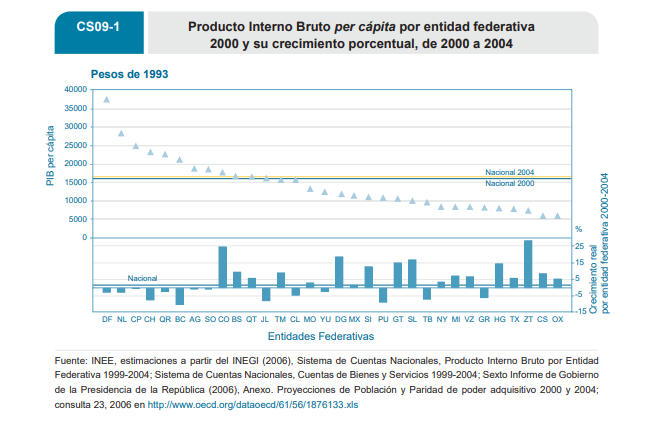 CS09-1
Producto Interno Bruto per cápita por entidad federativa
2000 y su crecimiento porcentual, de 2000 a 2004
Pesos de 1993
PIB per cápita
40000
35000
30000
25000
20000
15000
10000
5000
0
Nacional 2004
Nacional 2000
%
25
15
5
-5
-15
Crecimiento real
por entidad federativa 2000-2004
Nacional
DF NL CP CH QR BC AG SO CO BS QT JL TM CL MO YU DG MX SI PU GT SL TB NY MI VZ GR HG TX ZT CS OX
Entidades Federativas
Fuente: INEE, estimaciones a partir del INEGI (2006), Sistema de Cuentas Nacionales, Producto Interno Bruto por Entidad
Federativa 1999-2004; Sistema de Cuentas Nacionales, Cuentas de Bienes y Servicios 1999-2004; Sexto Informe de Gobierno
de la Presidencia de la República (2006), Anexo. Proyecciones de Población y Paridad de poder adquisitivo 2000 y 2004;
consulta 23, 2006 en http://www.oecd.org/dataoecd/61/56/1876133.xls